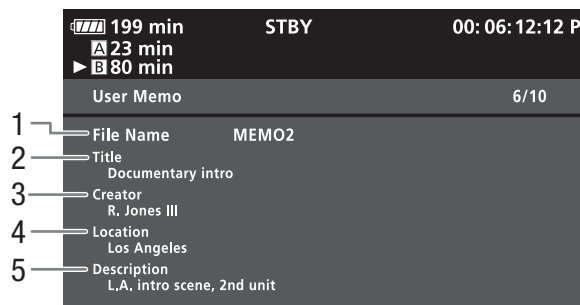 199 min STBY 00:06:12:12 P
A 23 min
B 80 min
User Memo 6/10
1 File Name MEMO2
2 Title
Documentary intro
3 Creator
R. Jones III
4 Location
Los Angeles
5 Description
L.A. intro scene, 2nd unit